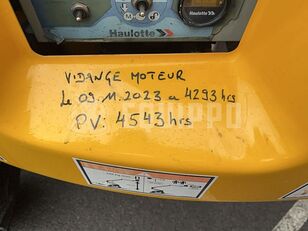 Haulotte
VIDANGE MOTEUR
Le 09.11.2023 a 4293 hrs
PV: 4543 hrs